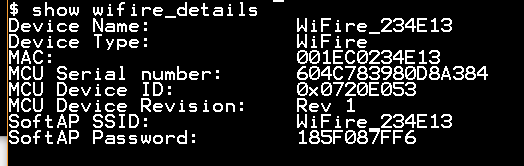 $ show wifire_details
Device Name: WiFire_234E13
Device Type: WiFire
MAC: 001EC0234E13
MCU Serial number: 604C783980D8A384
MCU Device ID: 0x0720E053
MCU Device Revision: Rev 1
SoftAP SSID: WiFire_234E13
SoftAP Password: 185F087FF6